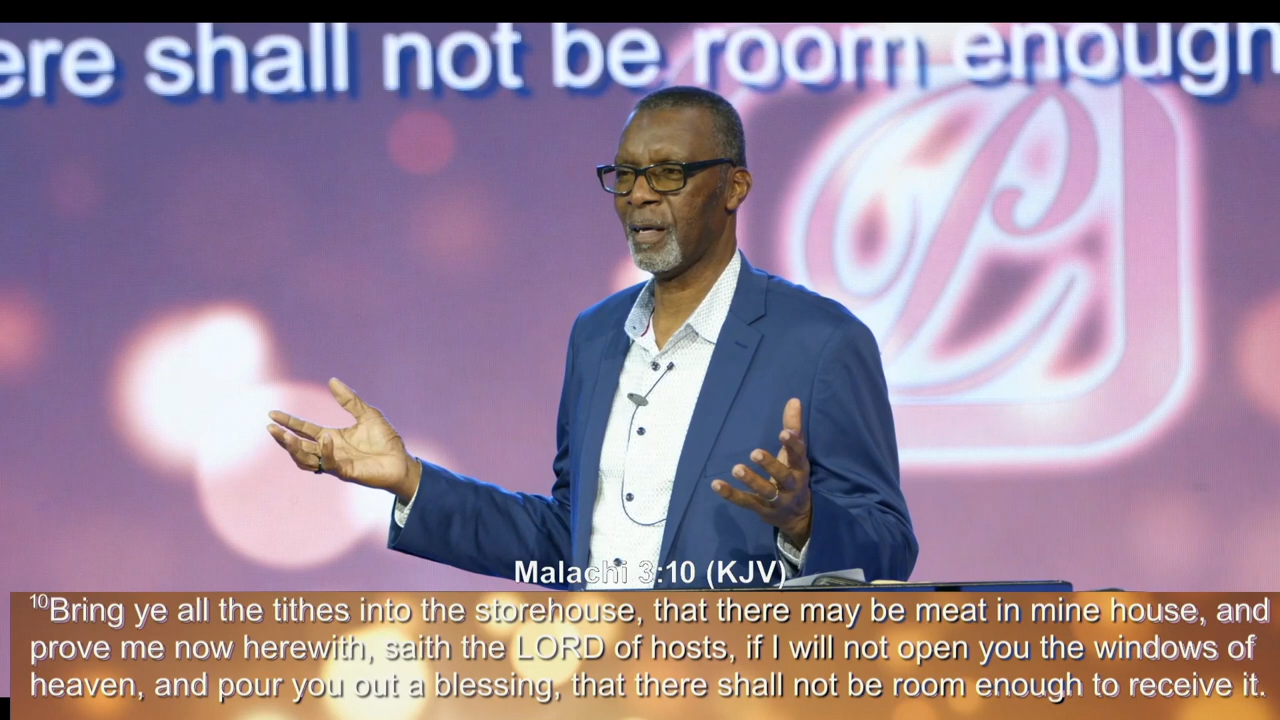 ere shall not be room enough
Malachi 3:10 (KJV)
10Bring ye all the tithes into the storehouse, that there may be meat in mine house, and
prove me now herewith, saith the LORD of hosts, if I will not open you the windows of
heaven, and pour you out a blessing, that there shall not be room enough to receive it.